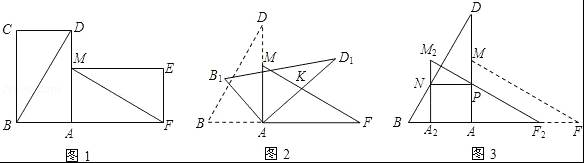 C D
M E
B A F
图1
D
M D₁
B₁ K
B A F
图2
D
M₂ M
N P
B A₂ A F₂ F
图3